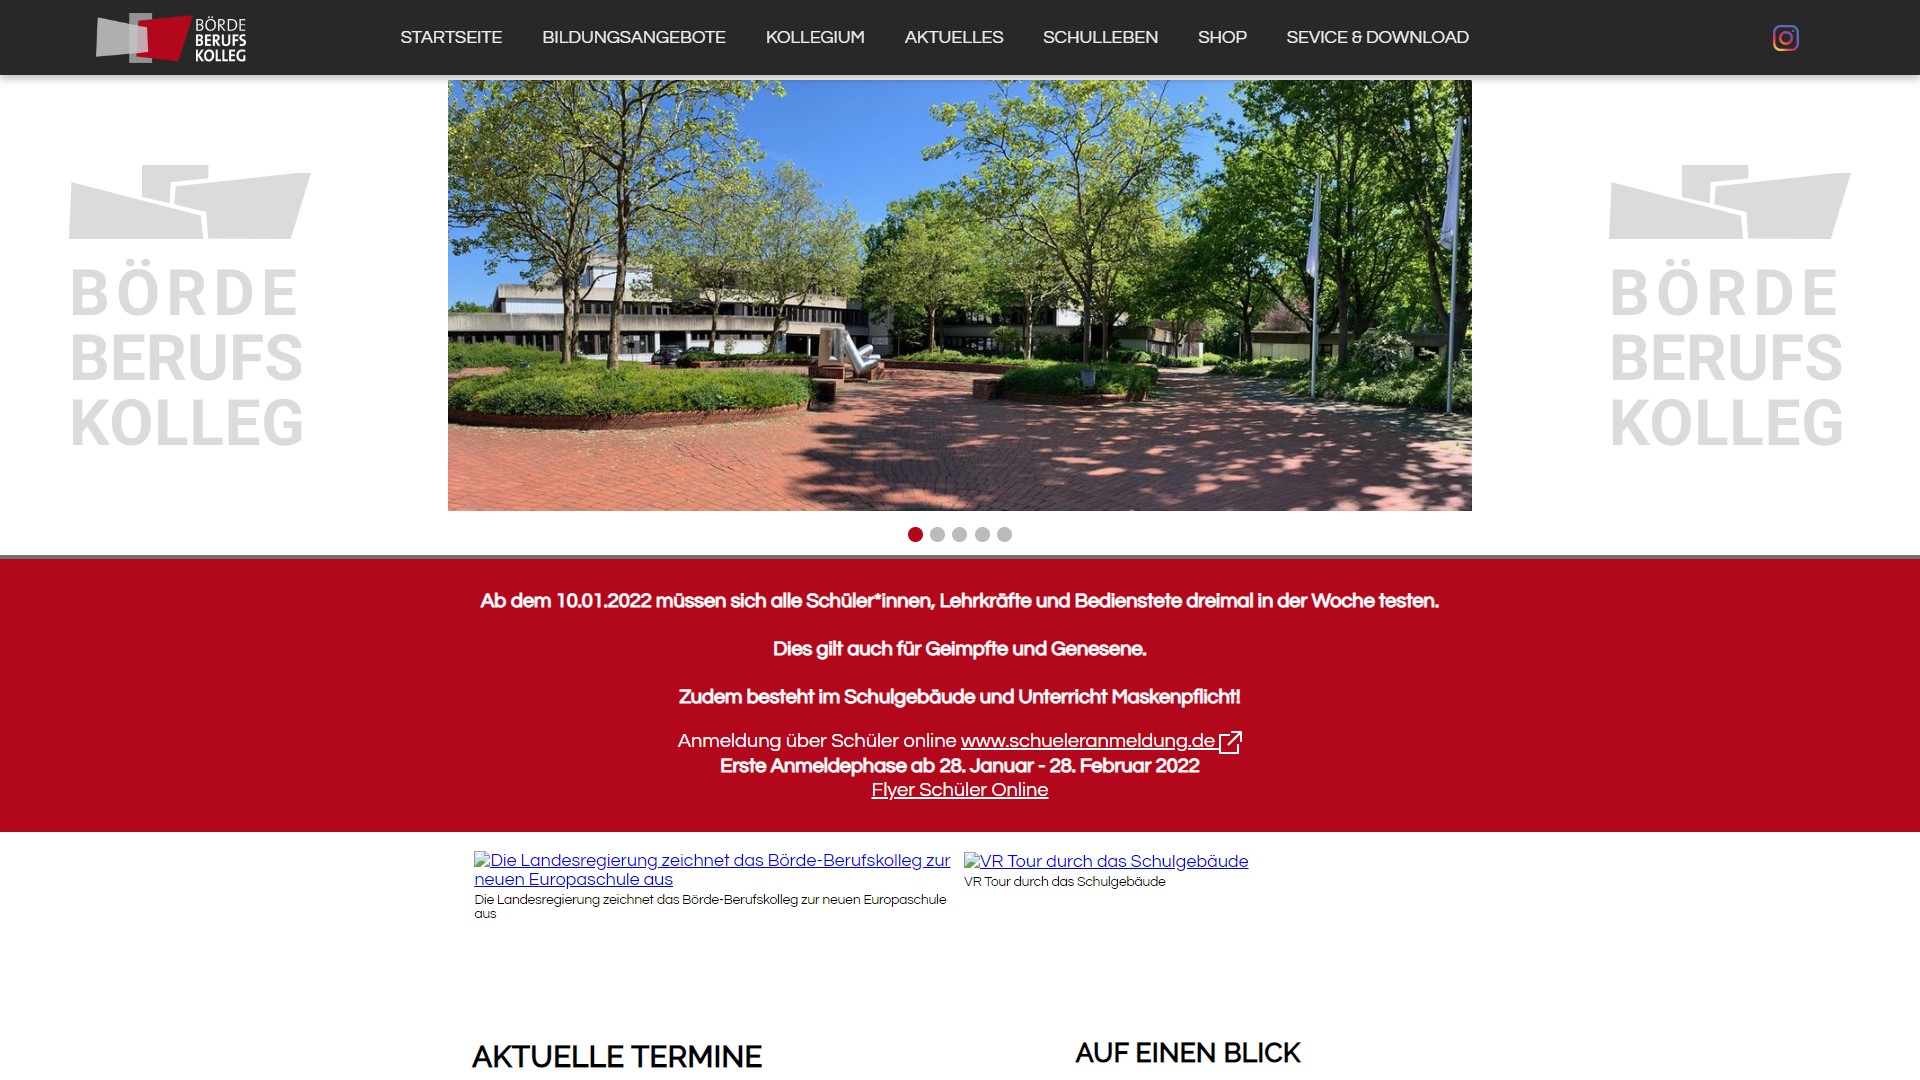 BÖRDE
BERUFS
KOLLEG
STARTSEITE BILDUNGSANGEBOTE KOLLEGIUM AKTUELLES SCHULLEBEN SHOP SEVICE & DOWNLOAD
BÖRDE
BERUFS
KOLLEG
BÖRDE
BERUFS
KOLLEG
Ab dem 10.01.2022 müssen sich alle Schüler*innen, Lehrkräfte und Bedienstete dreimal in der Woche testen.
Dies gilt auch für Geimpfte und Genesene.
Zudem besteht im Schulgebäude und Unterricht Maskenpflicht!
Anmeldung über Schüler online www.schueleranmeldung.de
Erste Anmeldephase ab 28. Januar - 28. Februar 2022
Flyer Schüler Online
Die Landesregierung zeichnet das Börde-Berufskolleg zur
neuen Europaschule aus
Die Landesregierung zeichnet das Börde-Berufskolleg zur neuen Europaschule
aus
VR Tour durch das Schulgebäude
VR Tour durch das Schulgebäude
AKTUELLE TERMINE
AUF EINEN BLICK